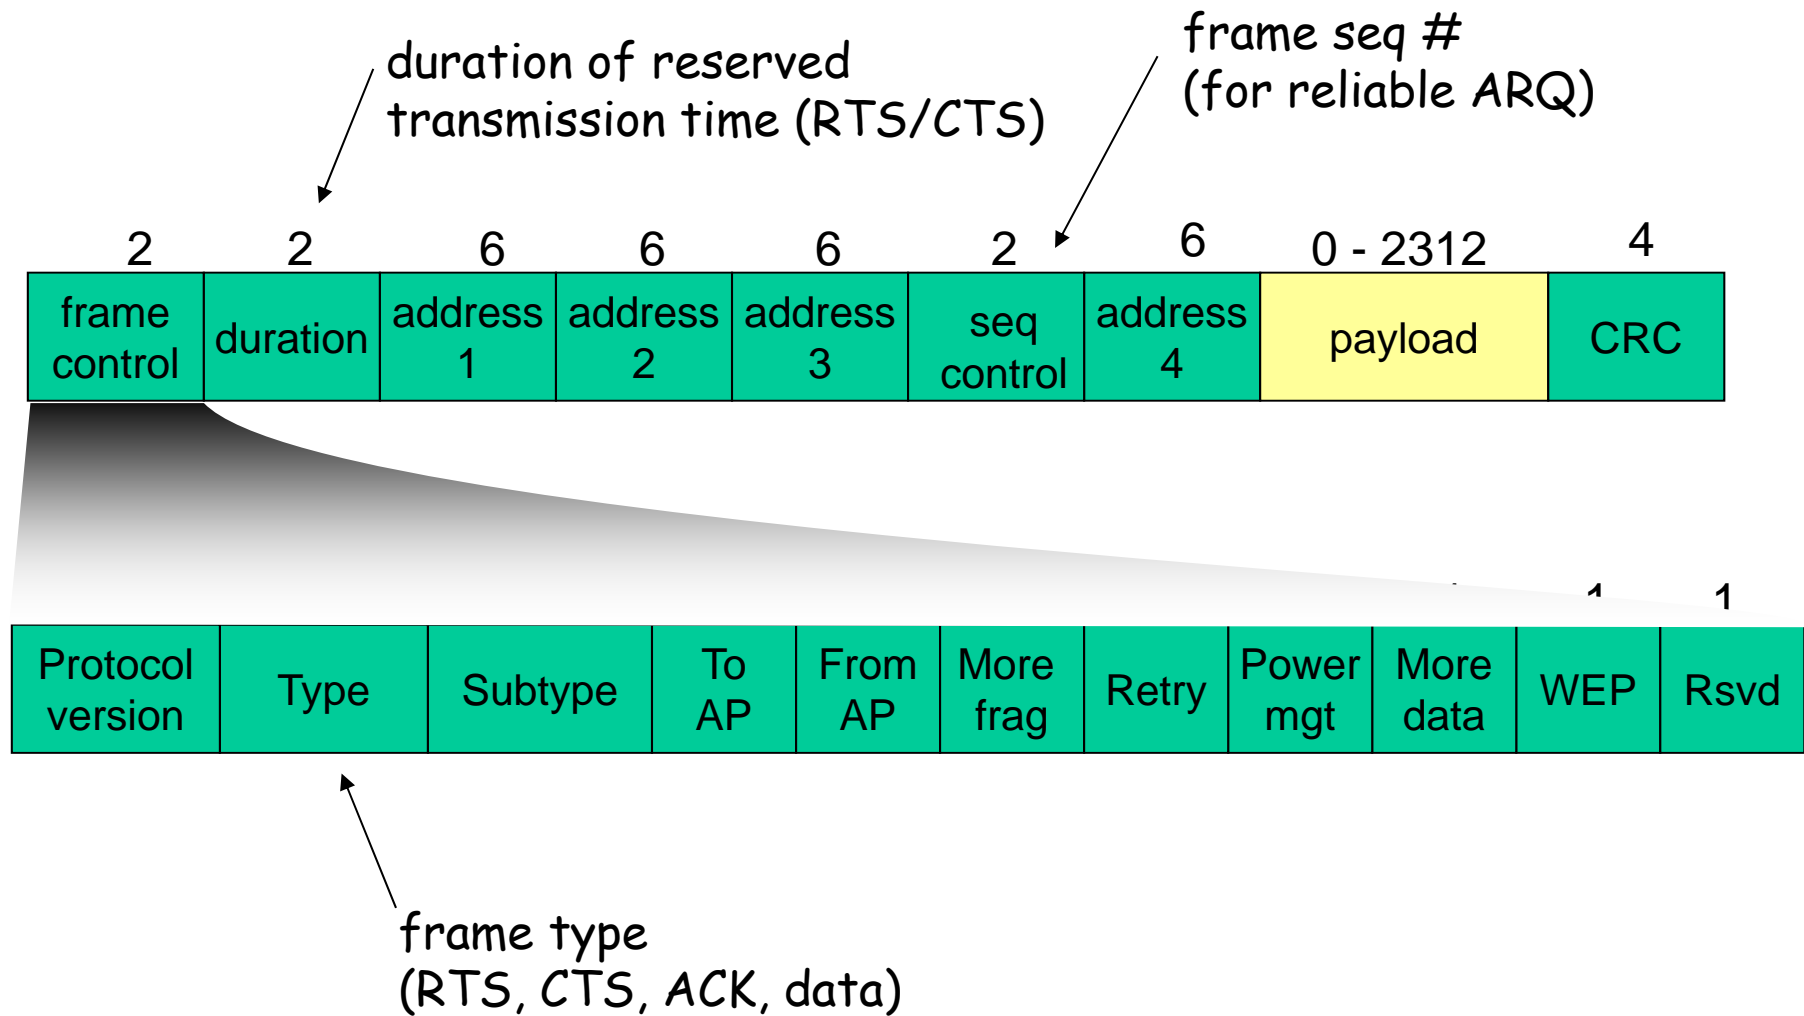 duration of reserved
transmission time (RTS/CTS)
frame seq #
(for reliable ARQ)
2 2 6 6 6 2 6 0 - 2312 4
frame
control
duration
address
1
address
2
address
3
seq
control
address
4
payload
CRC
1 1
Protocol
version
Type
Subtype
To
AP
From
AP
More
frag
Retry
Power
mgt
More
data
WEP
Rsvd
frame type
(RTS, CTS, ACK, data)